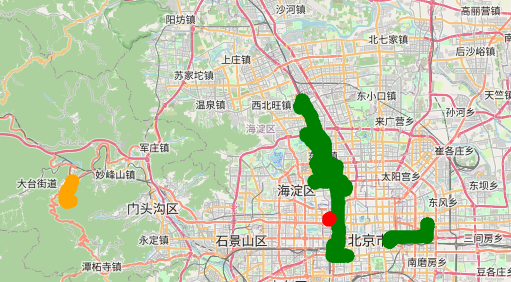 沙河镇
高丽营镇
阳坊镇
北七家镇
后沙峪镇
上庄镇
苏家坨镇
天竺镇
温泉镇
西北旺镇
东小口镇
孙河乡
海淀区
来广营乡
军庄镇
崔各庄乡
大台街道
妙峰山镇
太阳宫乡
东坝乡
海淀区
门头沟区
东风乡
永定镇
石景山区
北京市
三间房乡
潭柘寺镇
南磨房乡
豆各庄乡